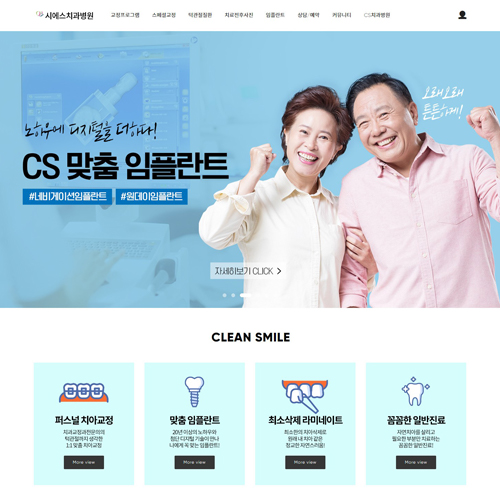 시에스치과병원
교정프로그램 스페셜교정 턱관절질환 치료전후사진 임플란트 상담/예약 커뮤니티 CS치과병원
오래오래
튼튼하게!
노하우에 디지털을 더하다!
CS 맞춤 임플란트
#네비게이션임플란트 #원데이임플란트
자세히보기 CLICK >
CLEAN SMILE
퍼스널 치아교정
치과교정과전문의의
턱관절까지 생각한
1:1 맞춤 치아교정
More view
맞춤 임플란트
20년 이상의 노하우와
첨단 디지털 기술이 만나
나에게 꼭 맞는 임플란트!
More view
최소삭제 라미네이트
최소한의 치아삭제로
원래 내 치아 같은
정교한 자연스러움!
More view
꼼꼼한 일반진료
자연치아를 살리고
필요한 부분만 치료하는
꼼꼼한 일반진료!
More view